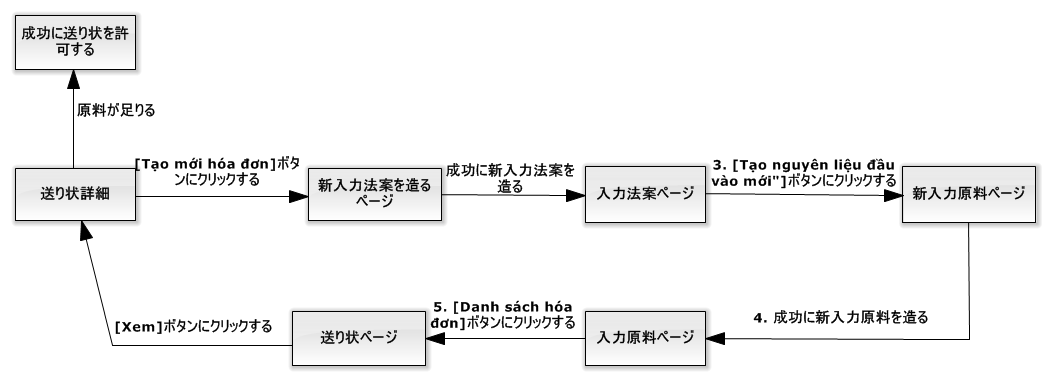 成功に送り状を許
可する
原料が足りる
送り状詳細
[Tạo mới hóa đơn]ボタ
ンにクリックする
新入力法案を造る
ページ
成功に新入力法案を
造る
入力法案ページ
3. [Tạo nguyên liệu đầu
vào mới"]ボタンにクリックする
新入力原料ページ
4. 成功に新入力原料を造る
入力原料ページ
5. [Danh sách hóa
đơn]ボタンにクリックする
送り状ページ
[Xem]ボタンにクリックする